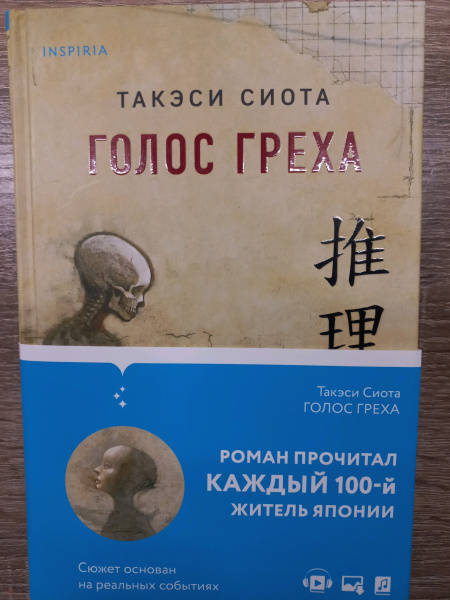 INSPIRIA
ТАКЭСИ СИОТА
ГОЛОС ГРЕХА
推
理
Такэси Сиота
ГОЛОС ГРЕХА
РОМАН ПРОЧИТАЛ
КАЖДЫЙ 100-й
ЖИТЕЛЬ ЯПОНИИ
Сюжет основан
на реальных событиях